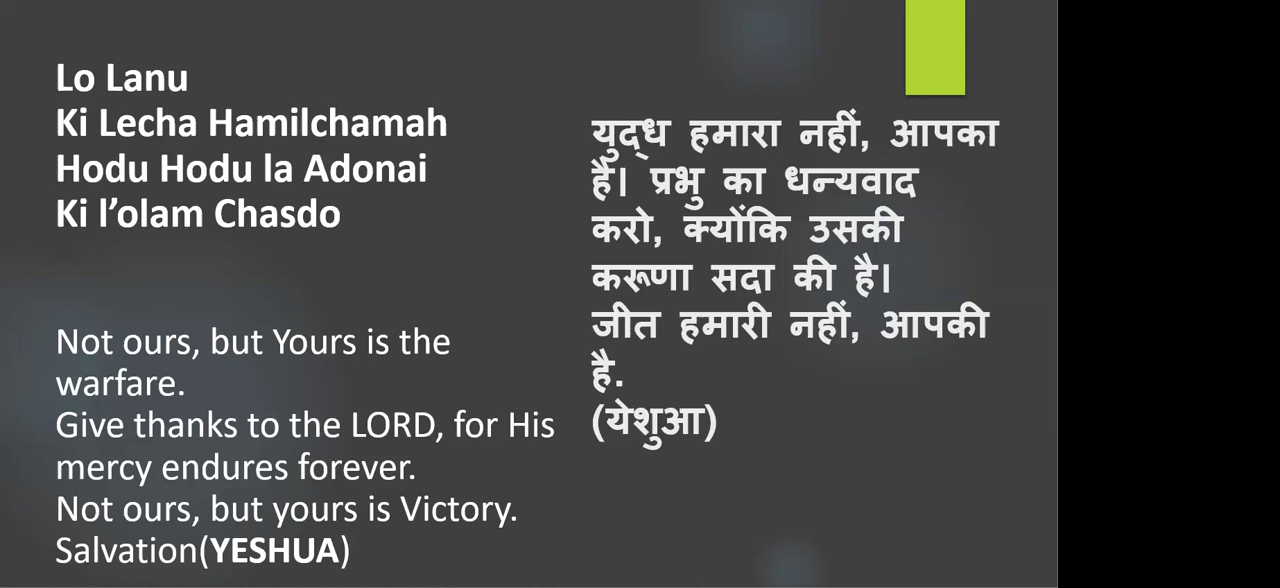 Lo Lanu
Ki Lecha Hamilchamah
Hodu Hodu la Adonai
Ki l’olam Chasdo
Not ours, but Yours is the
warfare.
Give thanks to the LORD, for His
mercy endures forever.
Not ours, but yours is Victory.
Salvation(YESHUA)
युद्ध हमारा नहीं, आपका
है। प्रभु का धन्यवाद
करो, क्योंकि उसकी
करूणा सदा की है।
जीत हमारी नहीं, आपकी
है.
(येशुआ)